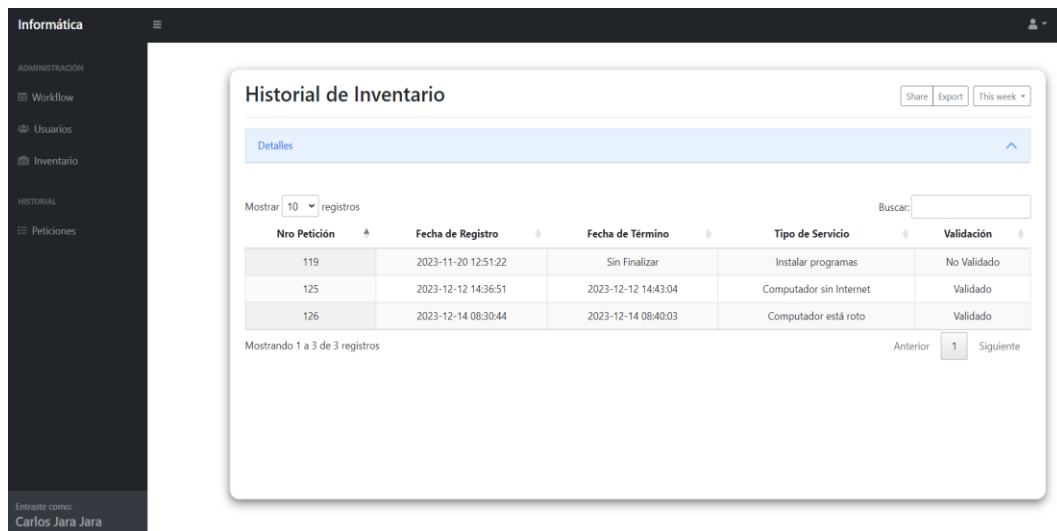 Informática
ADMINISTRACIÓN
Workflow
Usuarios
Inventario
HISTORIAL
Peticiones
Entraste como:
Carlos Jara Jara
Historial de Inventario
Share Export This week
Detalles
Mostrar 10 registros Buscar:
Nro Petición Fecha de Registro Fecha de Término Tipo de Servicio Validación
119 2023-11-20 12:51:22 Sin Finalizar Instalar programas No Validado
125 2023-12-12 14:36:51 2023-12-12 14:43:04 Computador sin Internet Validado
126 2023-12-14 08:30:44 2023-12-14 08:40:03 Computador está roto Validado
Mostrando 1 a 3 de 3 registros Anterior 1 Siguiente